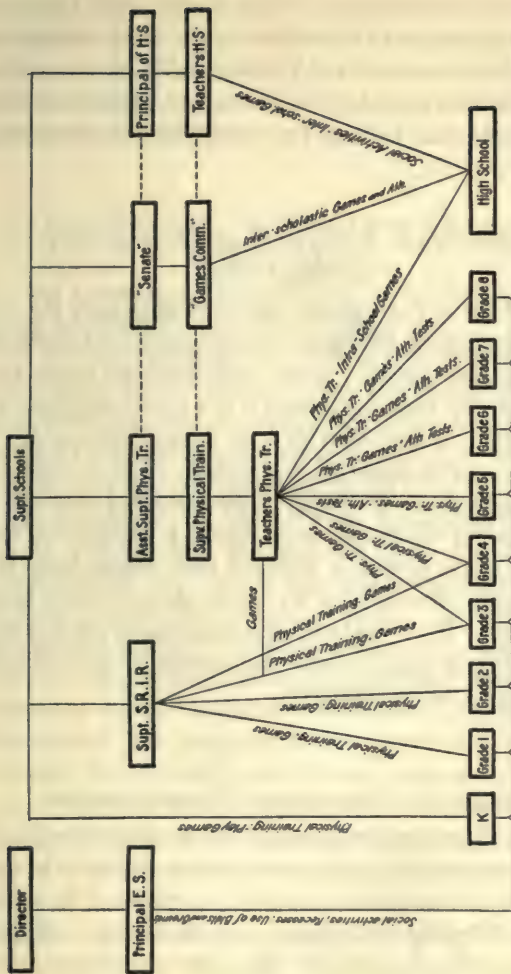 Director
Supt. Schools
Principal E.S.
Supt. S.R.I.R.
Asst. Supt. Phys. Tr.
"Senate"
Principal of H.S
Supv. Physical Train.
"Games Comm."
Teachers H.S.
Teachers Phys. Tr.
Games
Social activities, Recesses. Use of Bldls and Grounds
Physical Training. Play Games
Physical Training. Games
Physical Training. Games
Physical Training. Games
Physical Training. Games
Phys. Tr. Games
Physical Tr. Games
Phys. Tr. Games. Ath. Tests
Phys. Tr. "Games" Ath Tests.
Phys. Tr. "Games" Ath. Tests.
Phys. Tr. Games. Ath. Tests
Phys. Tr. - Intra - School Games
Inter-scholastic Games and Ath.
Social Activities "Inter" schol Games
K
Grade 1
Grade 2
Grade 3
Grade 4
Grade 5
Grade 6
Grade 7
Grade 8
High School